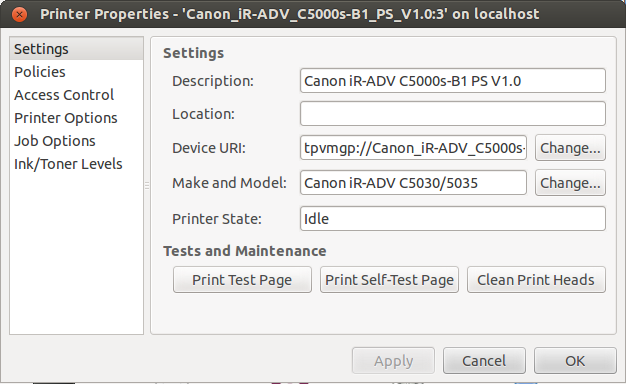 Printer Properties - 'Canon_iR-ADV_C5000s-B1_PS_V1.0:3' on localhost
Settings
Policies
Access Control
Printer Options
Job Options
Ink/Toner Levels
Settings
Description: Canon iR-ADV C5000s-B1 PS V1.0
Location:
Device URI: tpvmgp://Canon_iR-ADV_C5000s- Change...
Make and Model: Canon iR-ADV C5030/5035 Change...
Printer State: Idle
Tests and Maintenance
Print Test Page Print Self-Test Page Clean Print Heads
Apply Cancel OK